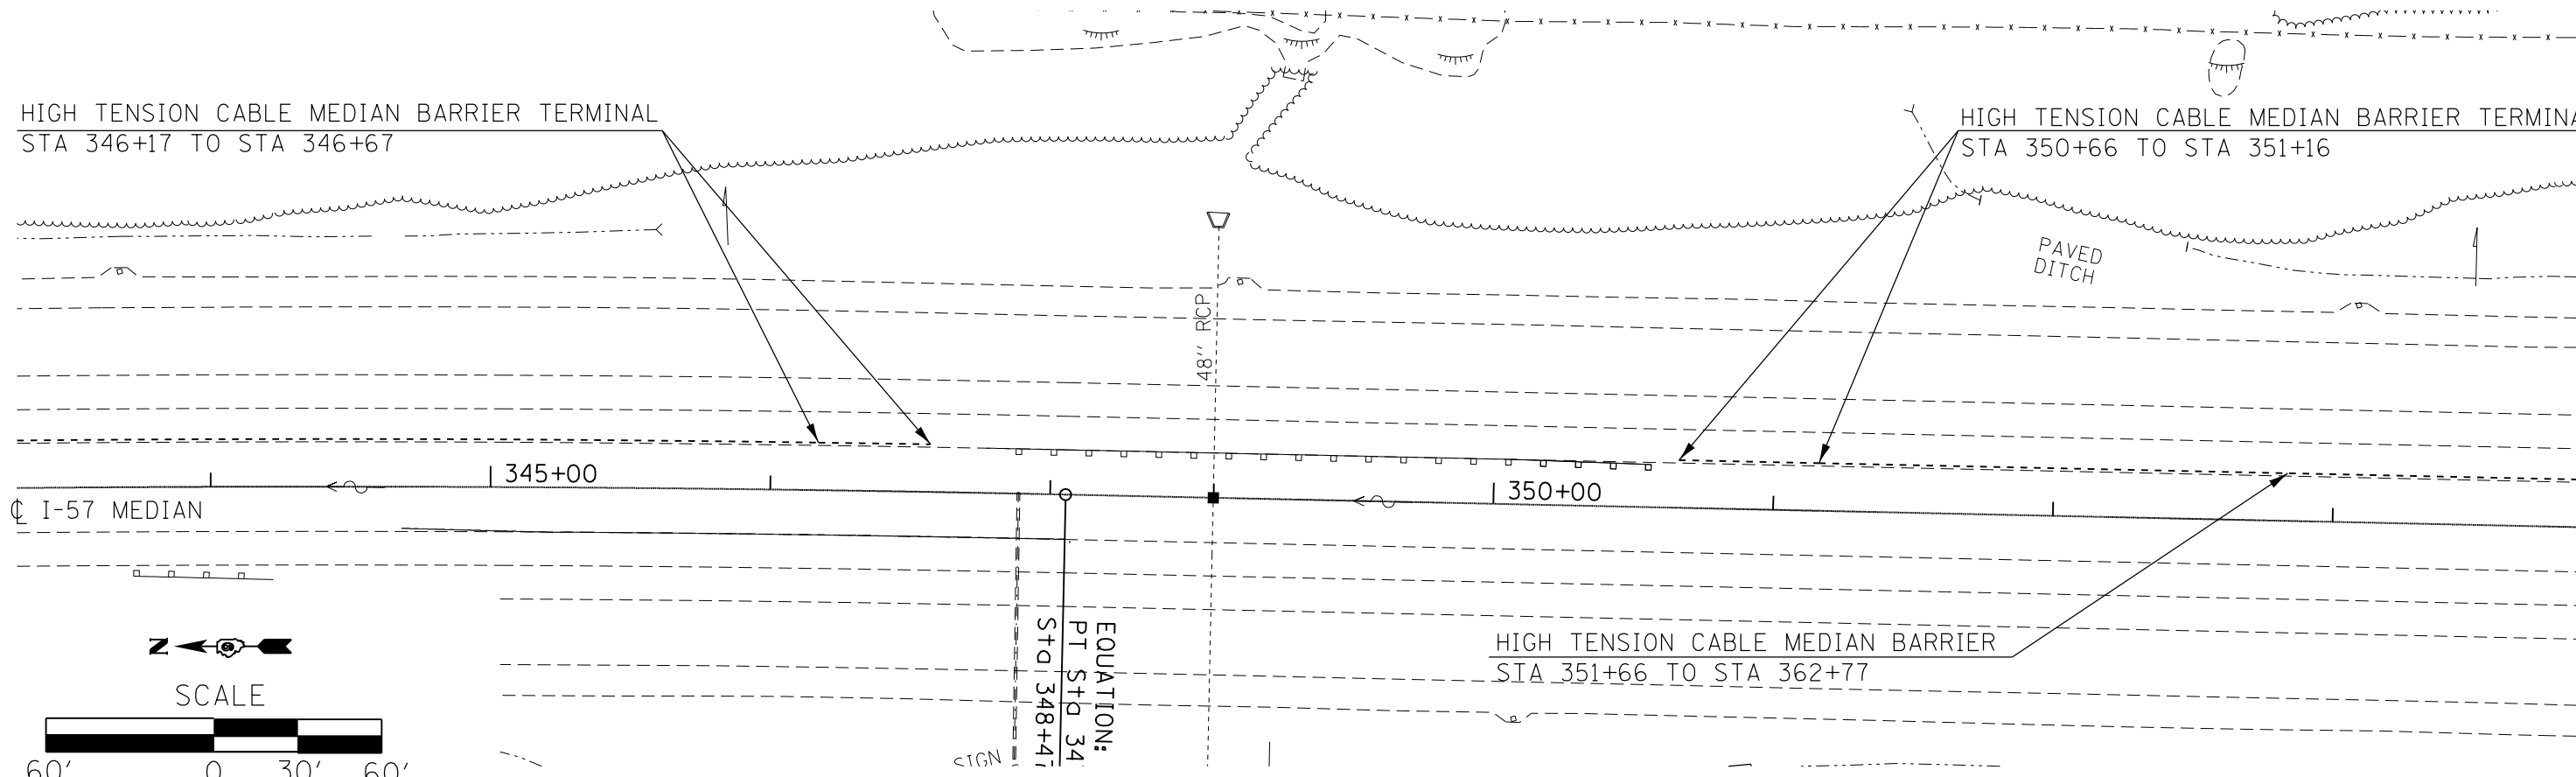 HIGH TENSION CABLE MEDIAN BARRIER TERMINAL
STA 346+17 TO STA 346+67
HIGH TENSION CABLE MEDIAN BARRIER
STA 350+66 TO STA 351+16
PAVED
DITCH
48'' RCP
345+00
350+00
℄ I-57 MEDIAN
N
SCALE
60' 0 30' 60'
EQUATION:
PT Sta 34
Sta 348+4
SIGN
HIGH TENSION CABLE MEDIAN BARRIER
STA 351+66 TO STA 362+77